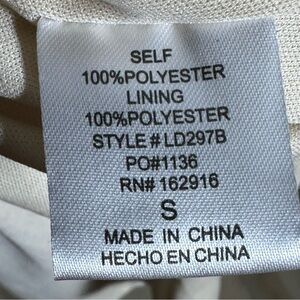 SELF
100%POLYESTER
LINING
100%POLYESTER
STYLE#LD297B
PO#1136
RN# 162916
S
MADE IN CHINA
HECHO EN CHINA